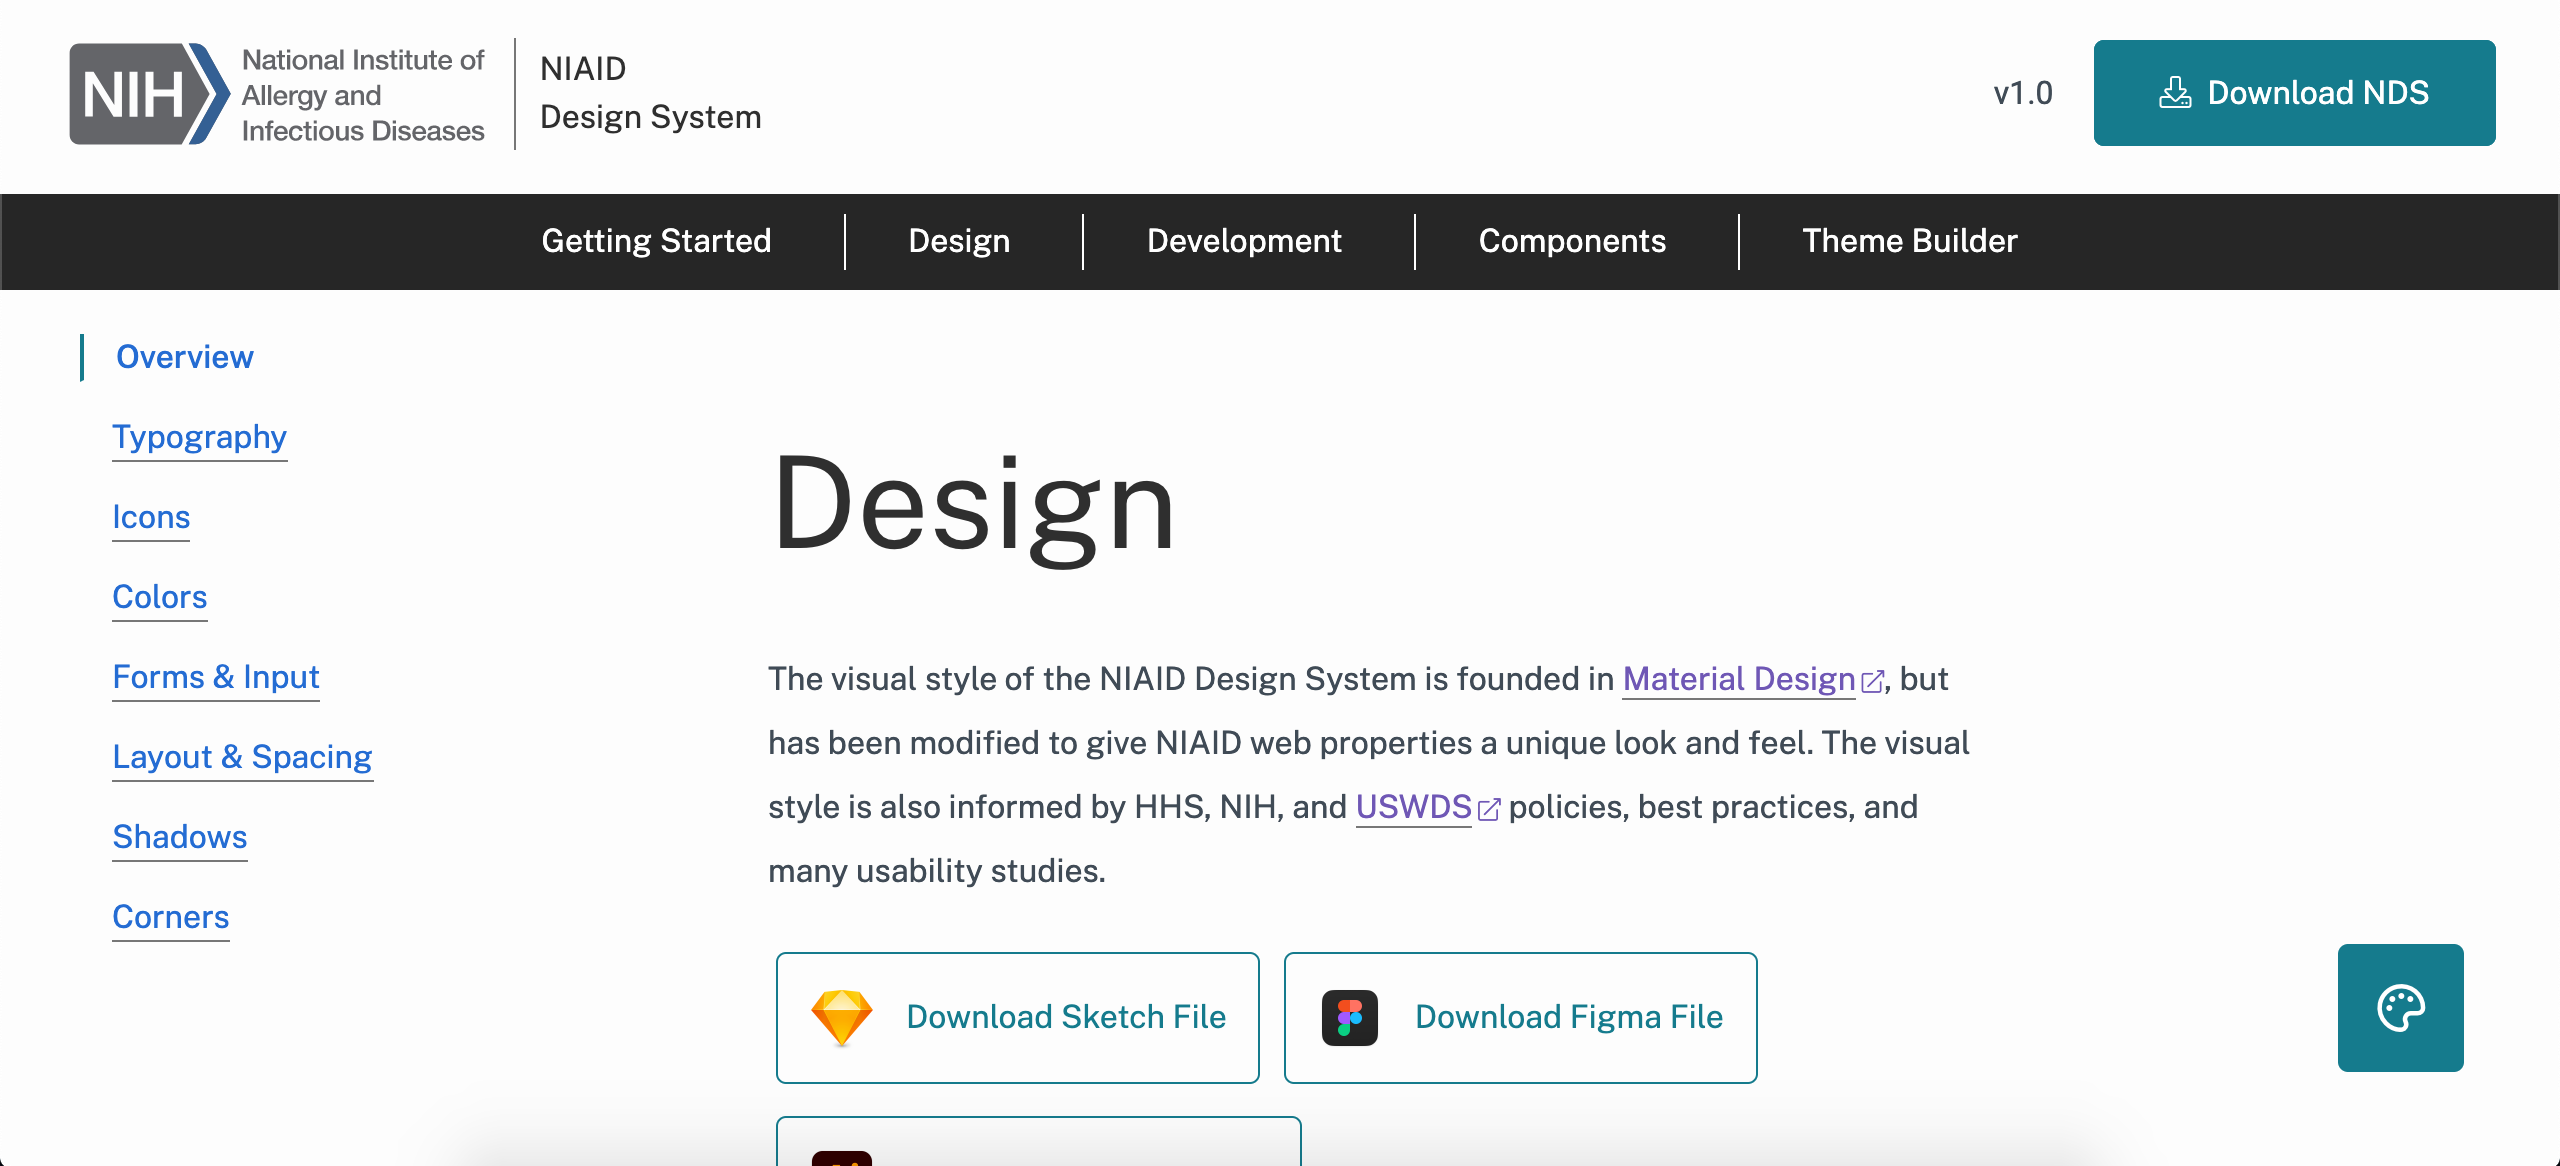 NIH
National Institute of
Allergy and
Infectious Diseases
NIAID
Design System
v1.0
Download NDS
Getting Started
Design
Development
Components
Theme Builder
Overview
Typography
Icons
Colors
Forms & Input
Layout & Spacing
Shadows
Corners
Design
The visual style of the NIAID Design System is founded in Material Design, but
has been modified to give NIAID web properties a unique look and feel. The visual
style is also informed by HHS, NIH, and USWDS policies, best practices, and
many usability studies.
Download Sketch File
Download Figma File